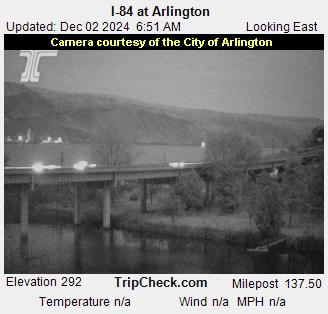 I-84 at Arlington
Updated: Dec 02 2024 6:51 AM Looking East
Camera courtesy of the City of Arlington
Elevation 292 TripCheck.com Milepost 137.50
Temperature n/a Wind n/a MPH n/a